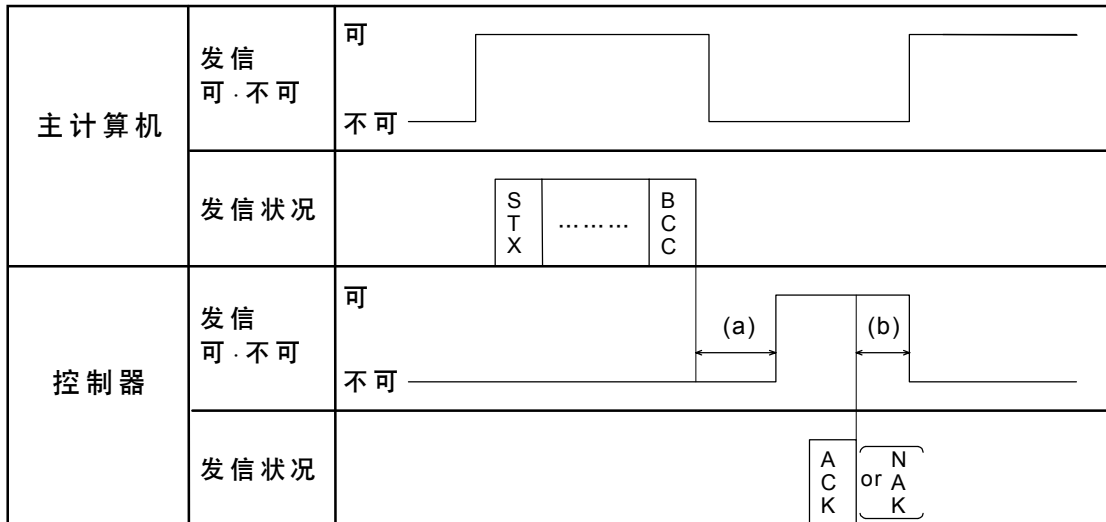 主计算机
发信
可·不可
可
不可
发信状况
STX
………
BCC
控制器
发信
可·不可
可
不可
(a)
(b)
发信状况
ACK
or
NAK